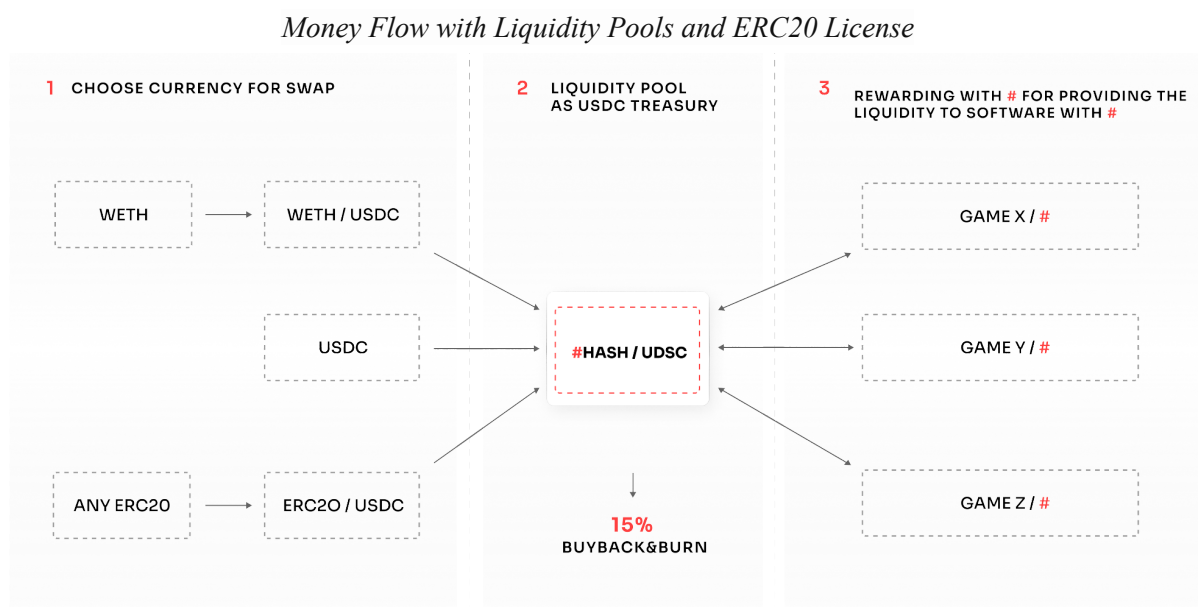 Money Flow with Liquidity Pools and ERC20 License
1 CHOOSE CURRENCY FOR SWAP
2 LIQUIDITY POOL
AS USDC TREASURY
3 REWARDING WITH # FOR PROVIDING THE
LIQUIDITY TO SOFTWARE WITH #
WETH
WETH / USDC
GAME X / #
USDC
#HASH / UDSC
GAME Y / #
ANY ERC20
ERC2O / USDC
GAME Z / #
15%
BUYBACK&BURN